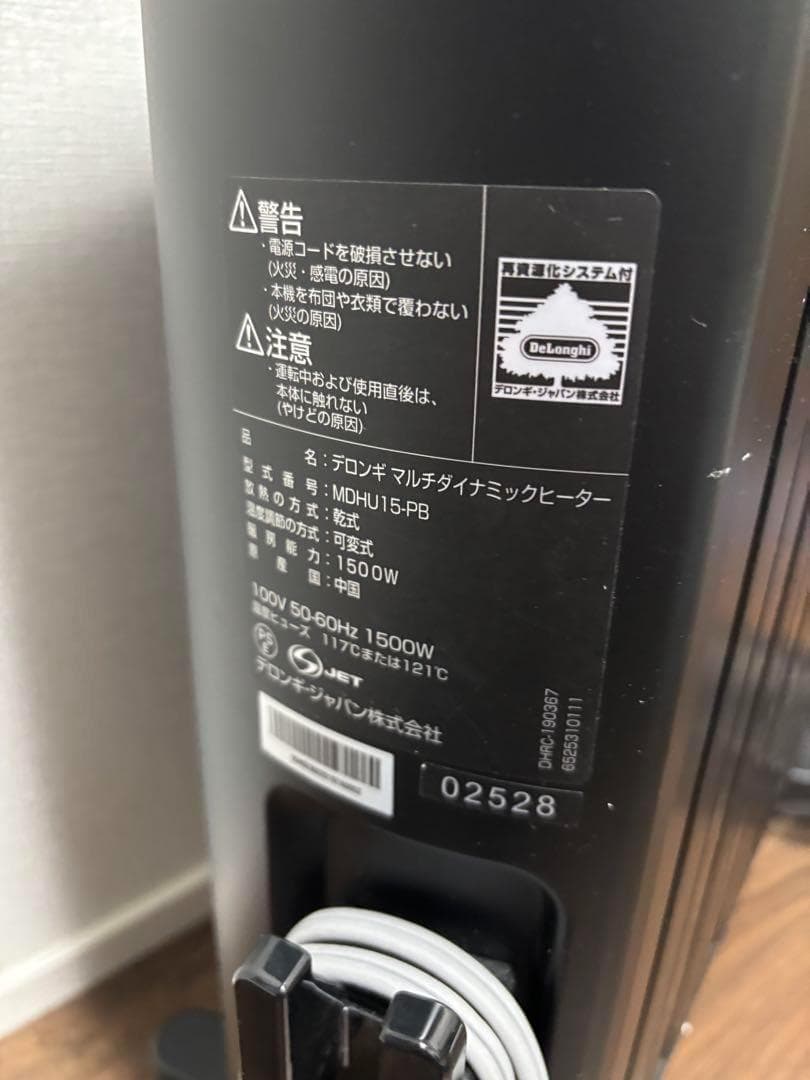 警告
・電源コードを破損させない
(火災・感電の原因)
・本機を布団や衣類で覆わない
(火災の原因)
注意
・運転中および使用直後は、
本体に触れない
(やけどの原因)
再資源化システム付
DeLonghi
デロンギ・ジャパン株式会社
品名:デロンギ マルチダイナミックヒーター
型式番号:MDHU15-PB
放熱の方式:乾式
温度調節の方式:可変式
暖房能力:1500W
原産国:中国
100V 50-60Hz 1500W
温度ヒューズ 117℃または121℃
PS
E
JET
デロンギ・ジャパン株式会社
DHRC-190367
6525310111
02528